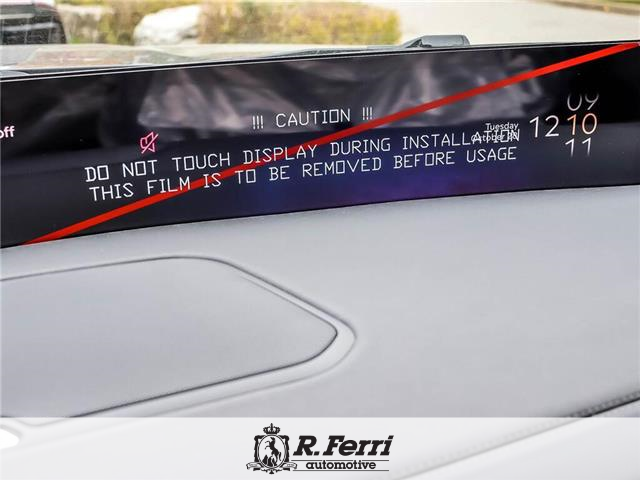 off
!!! CAUTION !!!
DO NOT TOUCH DISPLAY DURING INSTALLATION
THIS FILM IS TO BE REMOVED BEFORE USAGE
Tuesday
October
09
12 10
11
R.Ferri
automotive